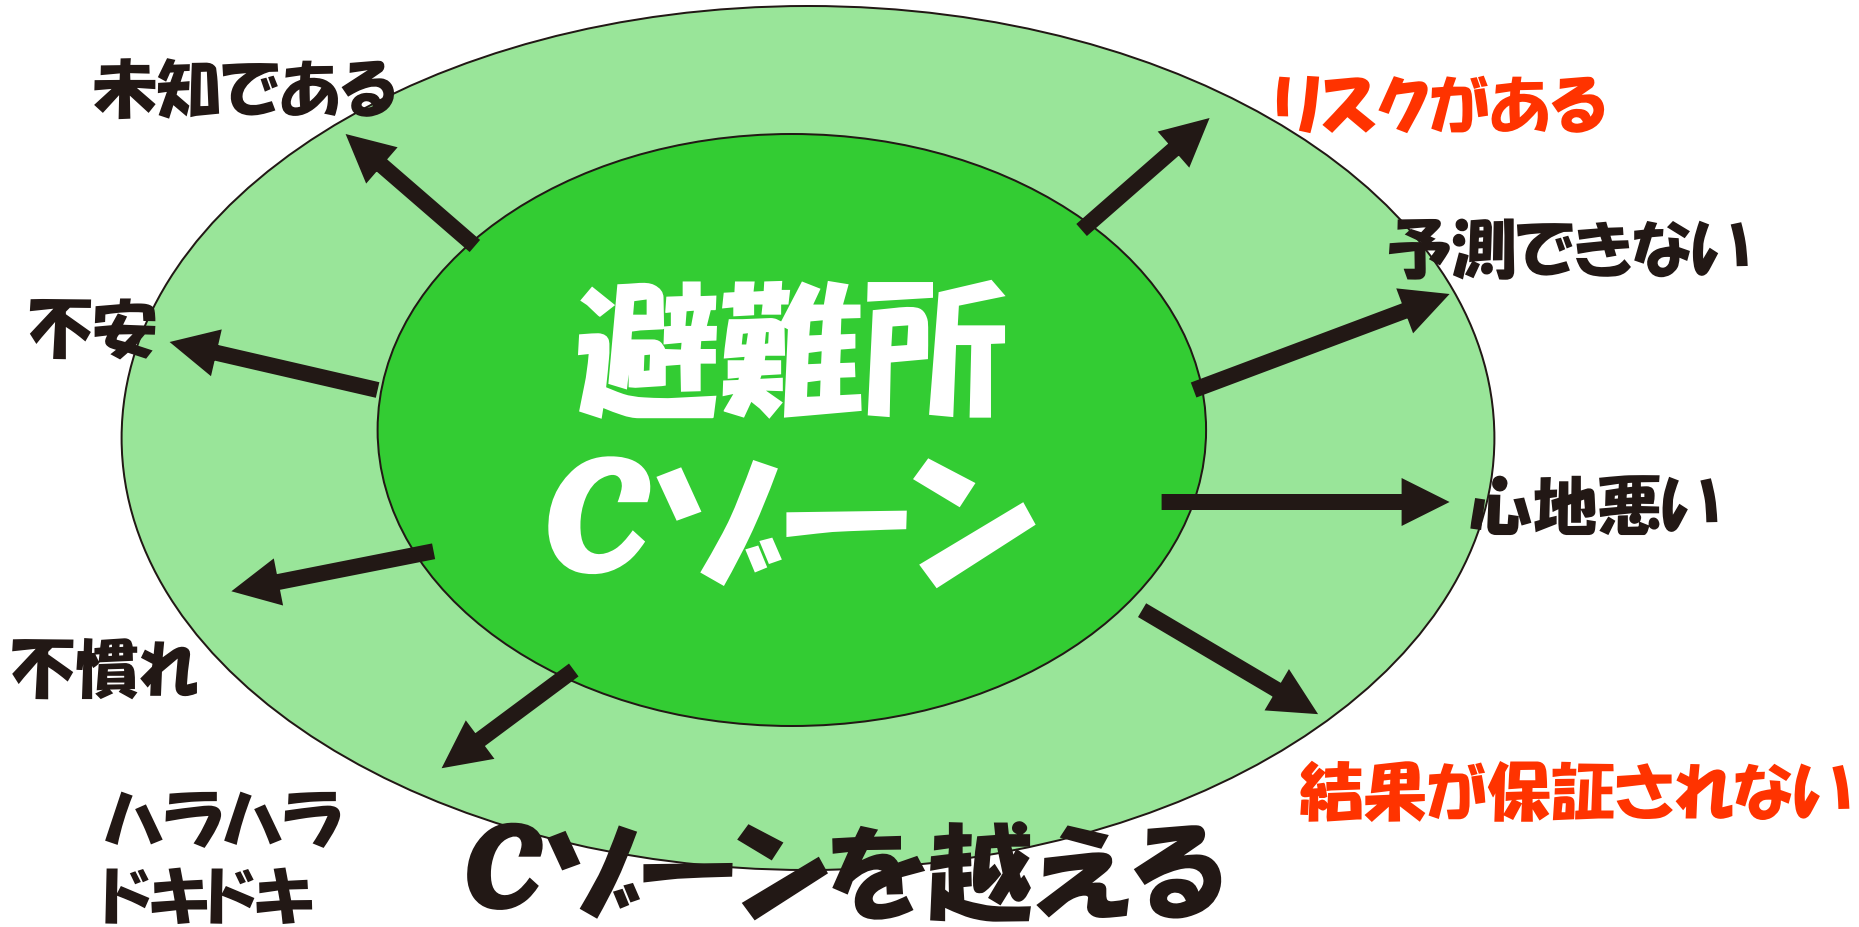 未知である
リスクがある
予測できない
不安
避難所
Cゾーン
心地悪い
不慣れ
結果が保証されない
ハラハラ
ドキドキ
Cゾーンを越える